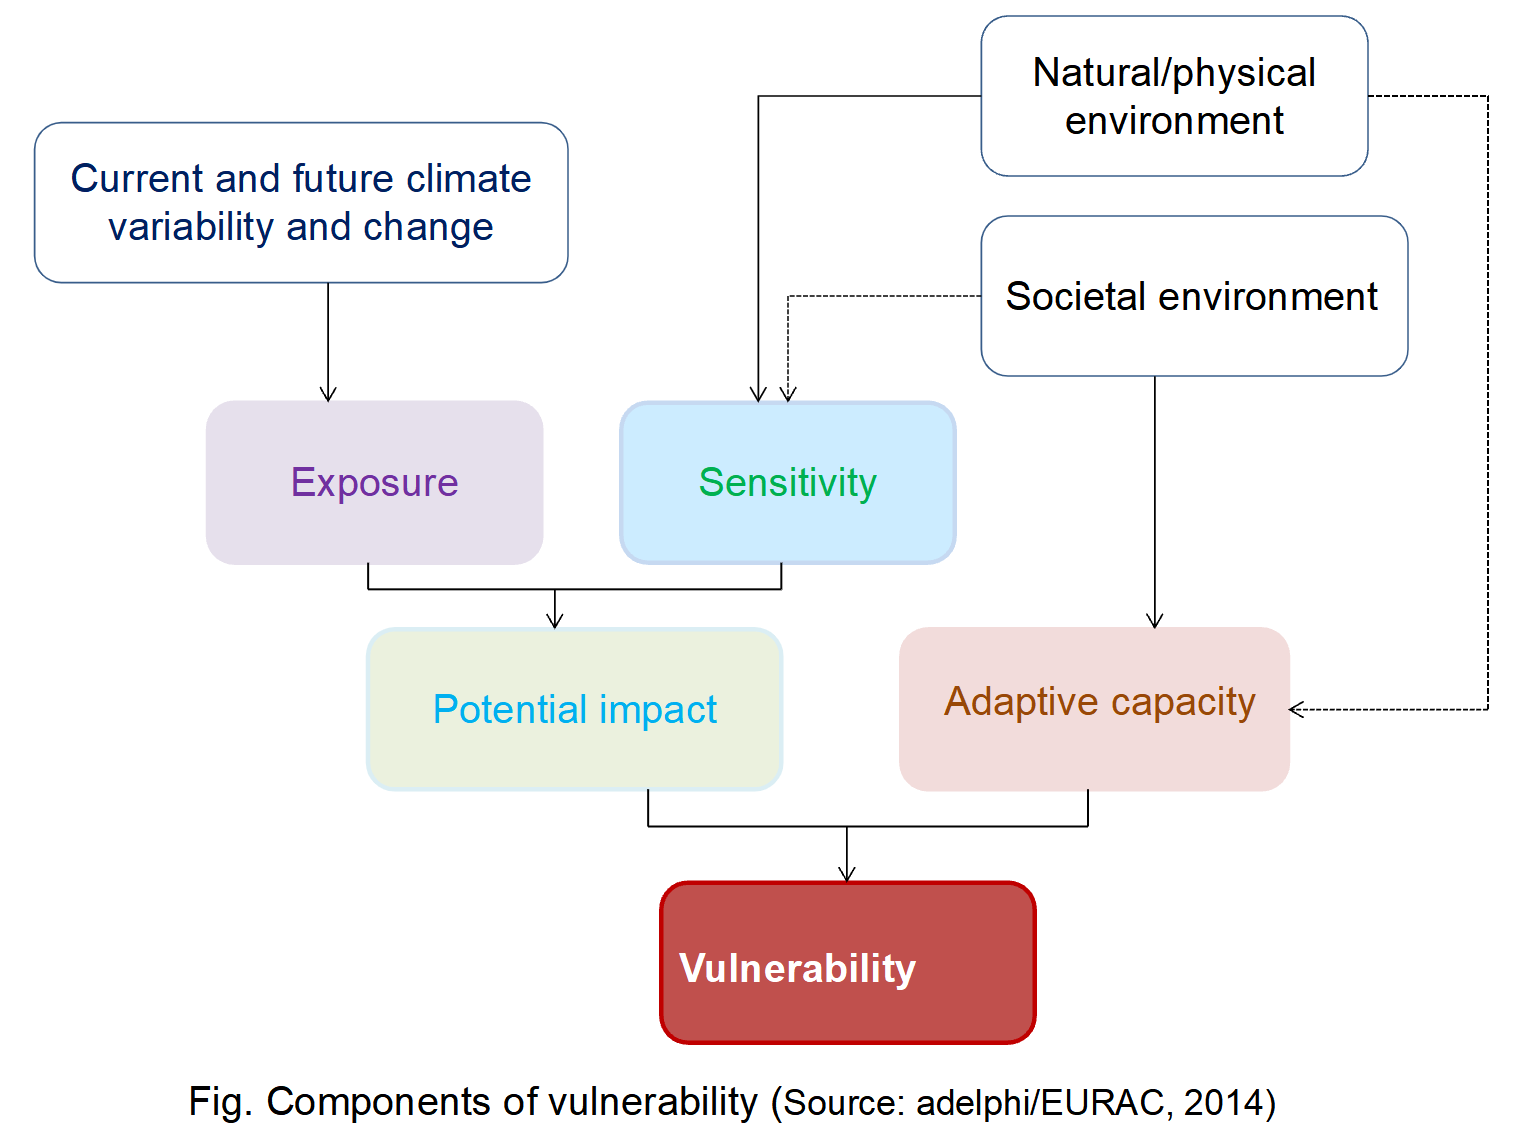 Natural/physical
environment
Current and future climate
variability and change
Societal environment
Exposure
Sensitivity
Potential impact
Adaptive capacity
Vulnerability
Fig. Components of vulnerability (Source: adelphi/EURAC, 2014)